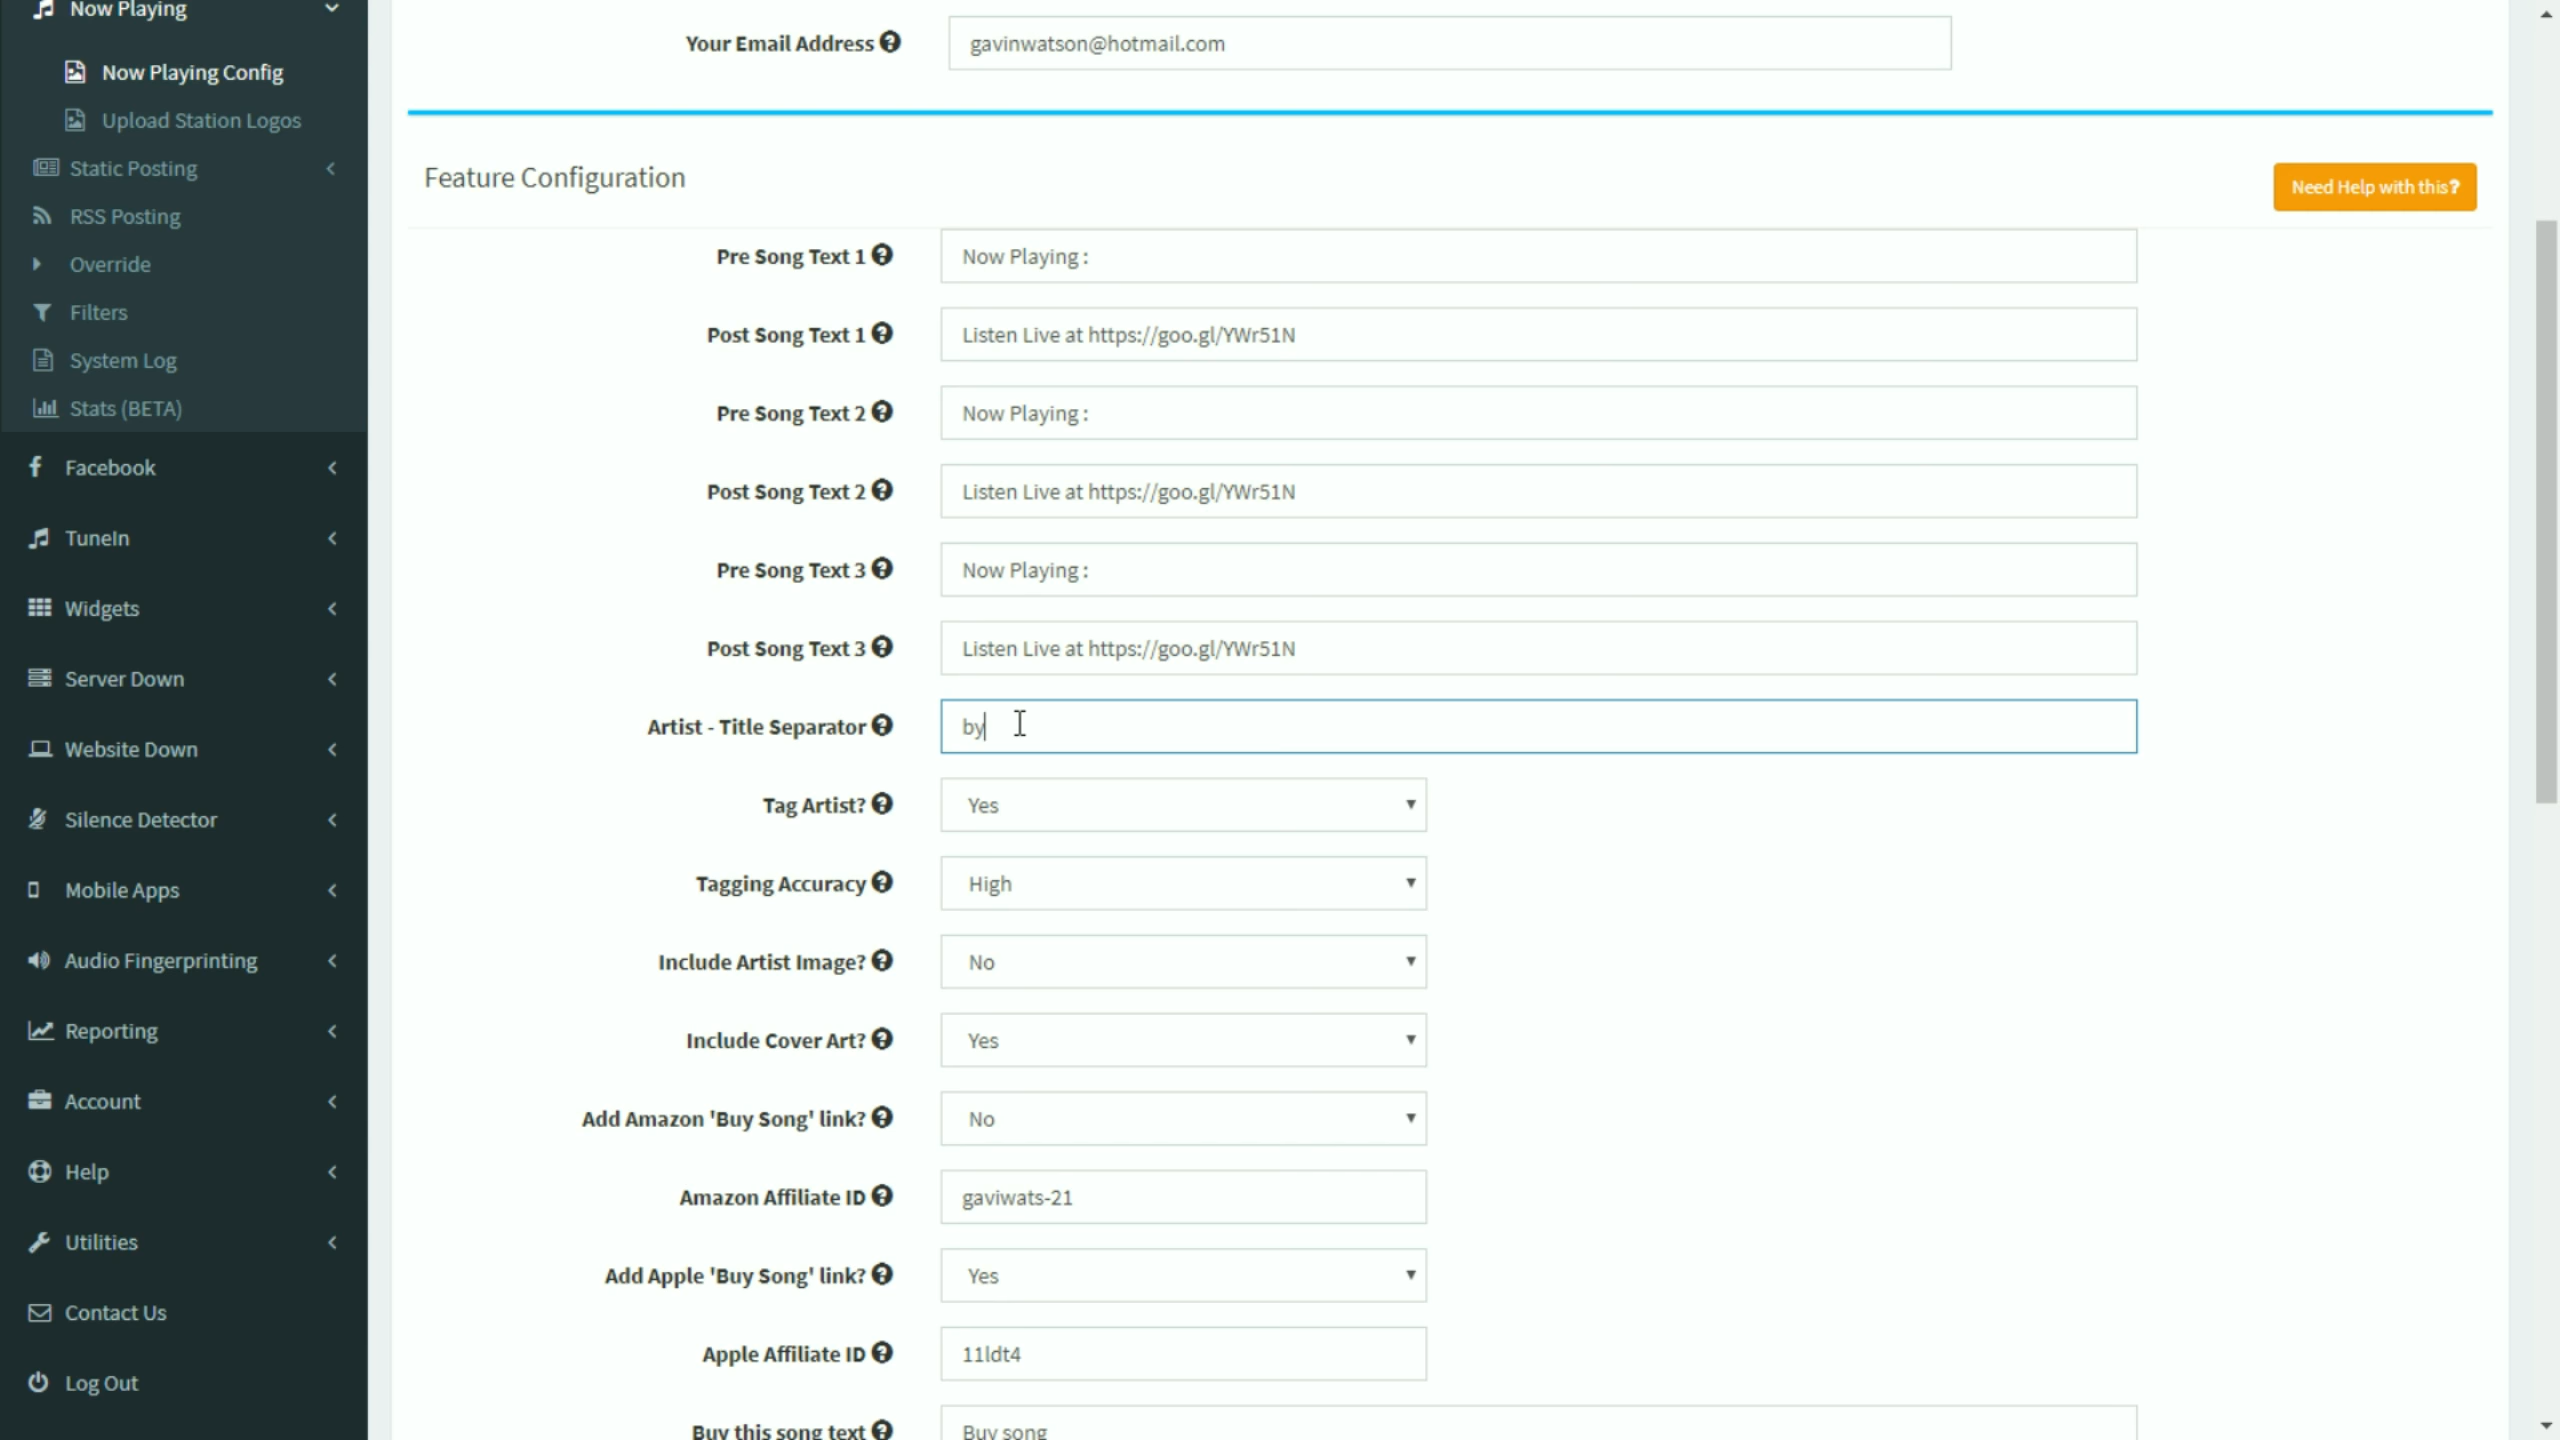 Now Playing
Now Playing Config
Upload Station Logos
Static Posting
RSS Posting
Override
Filters
System Log
Stats (BETA)
Facebook
TuneIn
Widgets
Server Down
Website Down
Silence Detector
Mobile Apps
Audio Fingerprinting
Reporting
Account
Help
Utilities
Contact Us
Log Out
Your Email Address gavinwatson@hotmail.com
Feature Configuration
Need Help with this?
Pre Song Text 1 Now Playing :
Post Song Text 1 Listen Live at https://goo.gl/YWr51N
Pre Song Text 2 Now Playing :
Post Song Text 2 Listen Live at https://goo.gl/YWr51N
Pre Song Text 3 Now Playing :
Post Song Text 3 Listen Live at https://goo.gl/YWr51N
Artist - Title Separator by
Tag Artist? Yes
Tagging Accuracy High
Include Artist Image? No
Include Cover Art? Yes
Add Amazon 'Buy Song' link? No
Amazon Affiliate ID gaviwats-21
Add Apple 'Buy Song' link? Yes
Apple Affiliate ID 11ldt4
Buy this song text Buy song